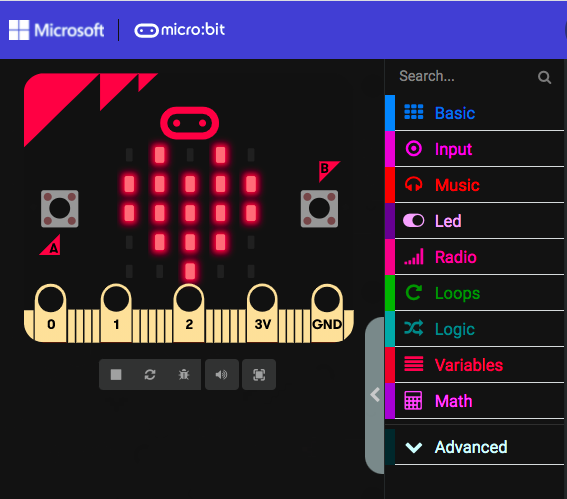 Microsoft
micro:bit
Search...
Basic
Input
Music
Led
Radio
Loops
Logic
Variables
Math
Advanced
A
B
0 1 2 3V GND